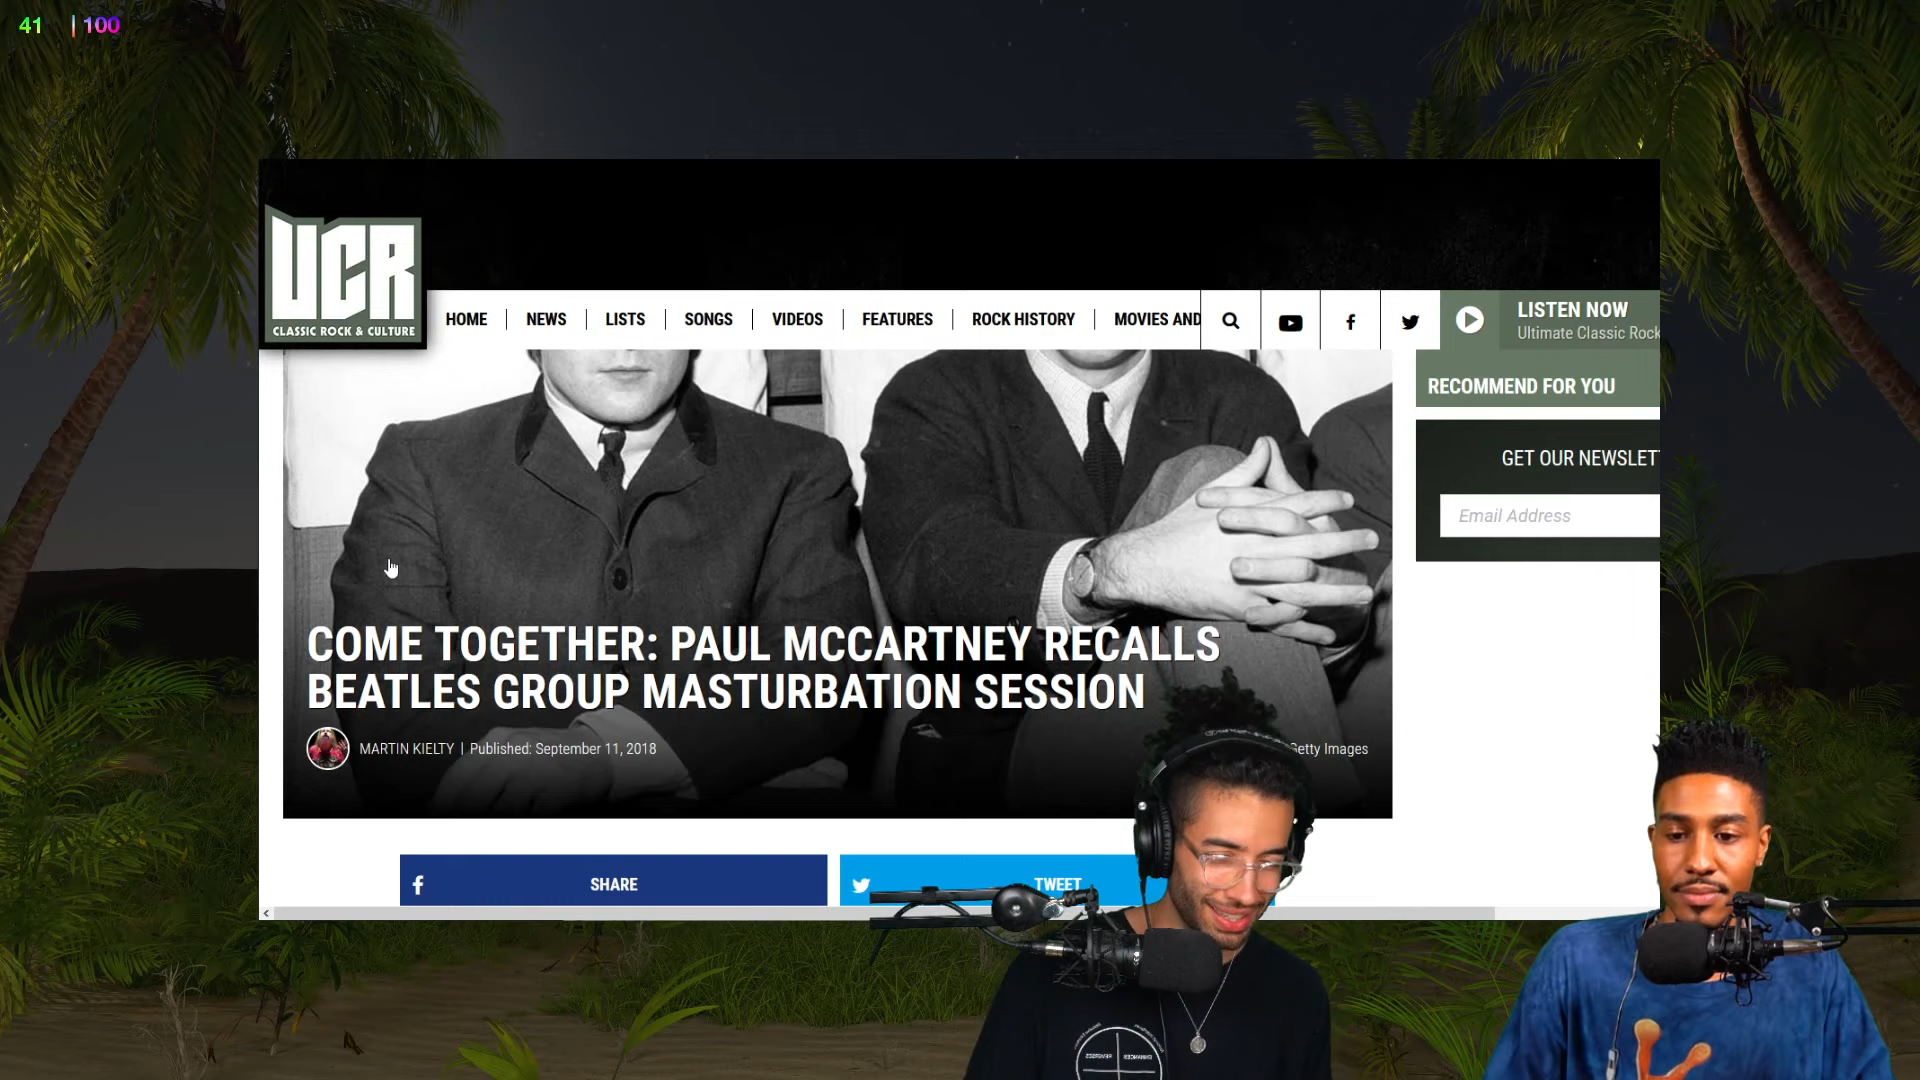 41 | 100
UCR
CLASSIC ROCK & CULTURE
HOME | NEWS | LISTS | SONGS | VIDEOS | FEATURES | ROCK HISTORY | MOVIES AND
LISTEN NOW
Ultimate Classic Rock
RECOMMEND FOR YOU
GET OUR NEWSLET
Email Address
COME TOGETHER: PAUL MCCARTNEY RECALLS
BEATLES GROUP MASTURBATION SESSION
MARTIN KIELTY | Published: September 11, 2018
Getty Images
SHARE
TWEET